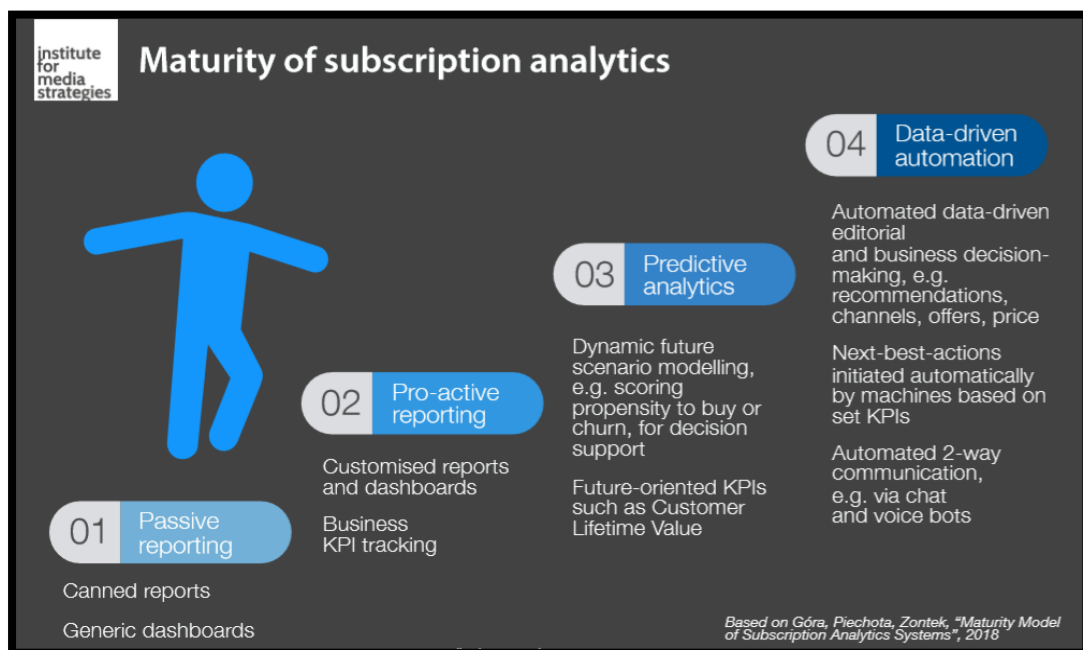 institute
for
media
strategies
Maturity of subscription analytics
01
Passive
reporting
Canned reports
Generic dashboards
02
Pro-active
reporting
Customised reports
and dashboards
Business
KPI tracking
03
Predictive
analytics
Dynamic future
scenario modelling,
e.g. scoring
propensity to buy or
churn, for decision
support
Future-oriented KPIs
such as Customer
Lifetime Value
04
Data-driven
automation
Automated data-driven
editorial
and business decision-
making, e.g.
recommendations,
channels, offers, price
Next-best-actions
initiated automatically
by machines based on
set KPIs
Automated 2-way
communication,
e.g. via chat
and voice bots
Based on Góra, Piechota, Zontek, “Maturity Model
of Subscription Analytics Systems”, 2018